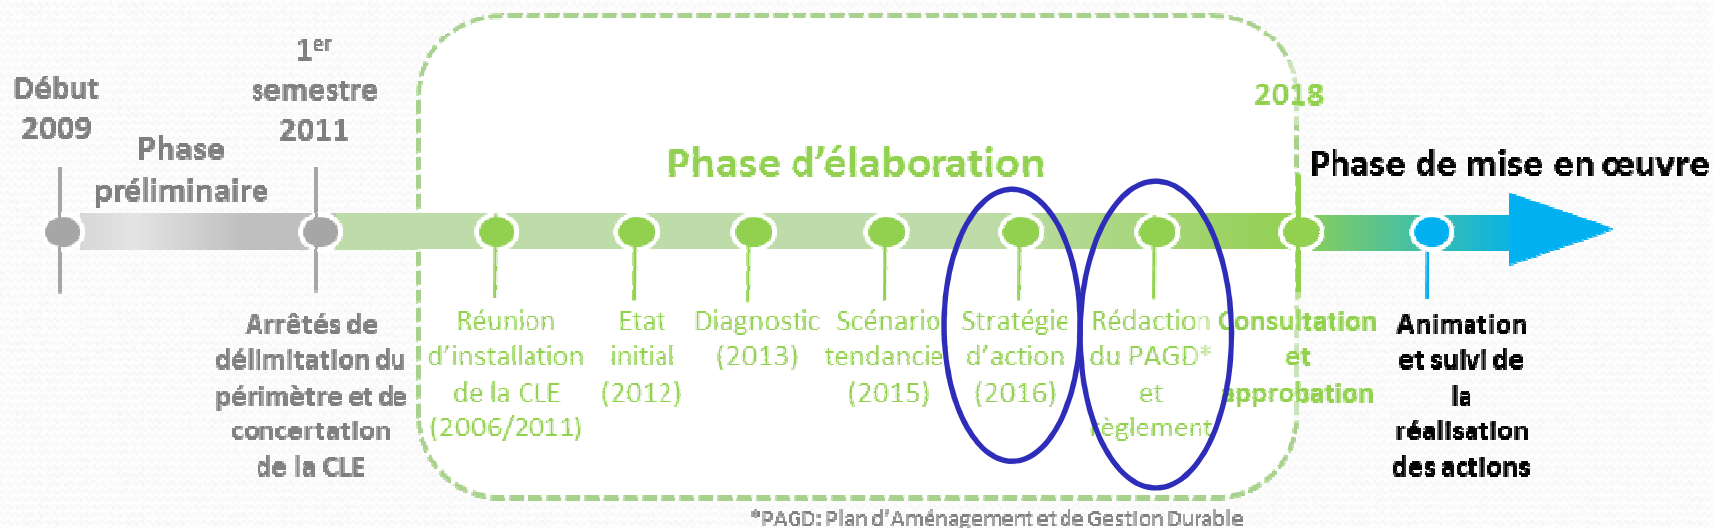 Début
2009
Phase
préliminaire
1er
semestre
2011
Arrêtés de
délimitation du
périmètre et de
concertation
de la CLE
Phase d'élaboration
Réunion
d'installation
de la CLE
(2006/2011)
Etat
initial
(2012)
Diagnostic
(2013)
Scénario
tendancie
(2015)
Stratégie
d'action
(2016)
Rédaction
du PAGD*
et
règlement
2018
Consultation
et
approbation
Phase de mise en œuvre
Animation
et suivi de
la
réalisation
des actions
*PAGD: Plan d'Aménagement et de Gestion Durable